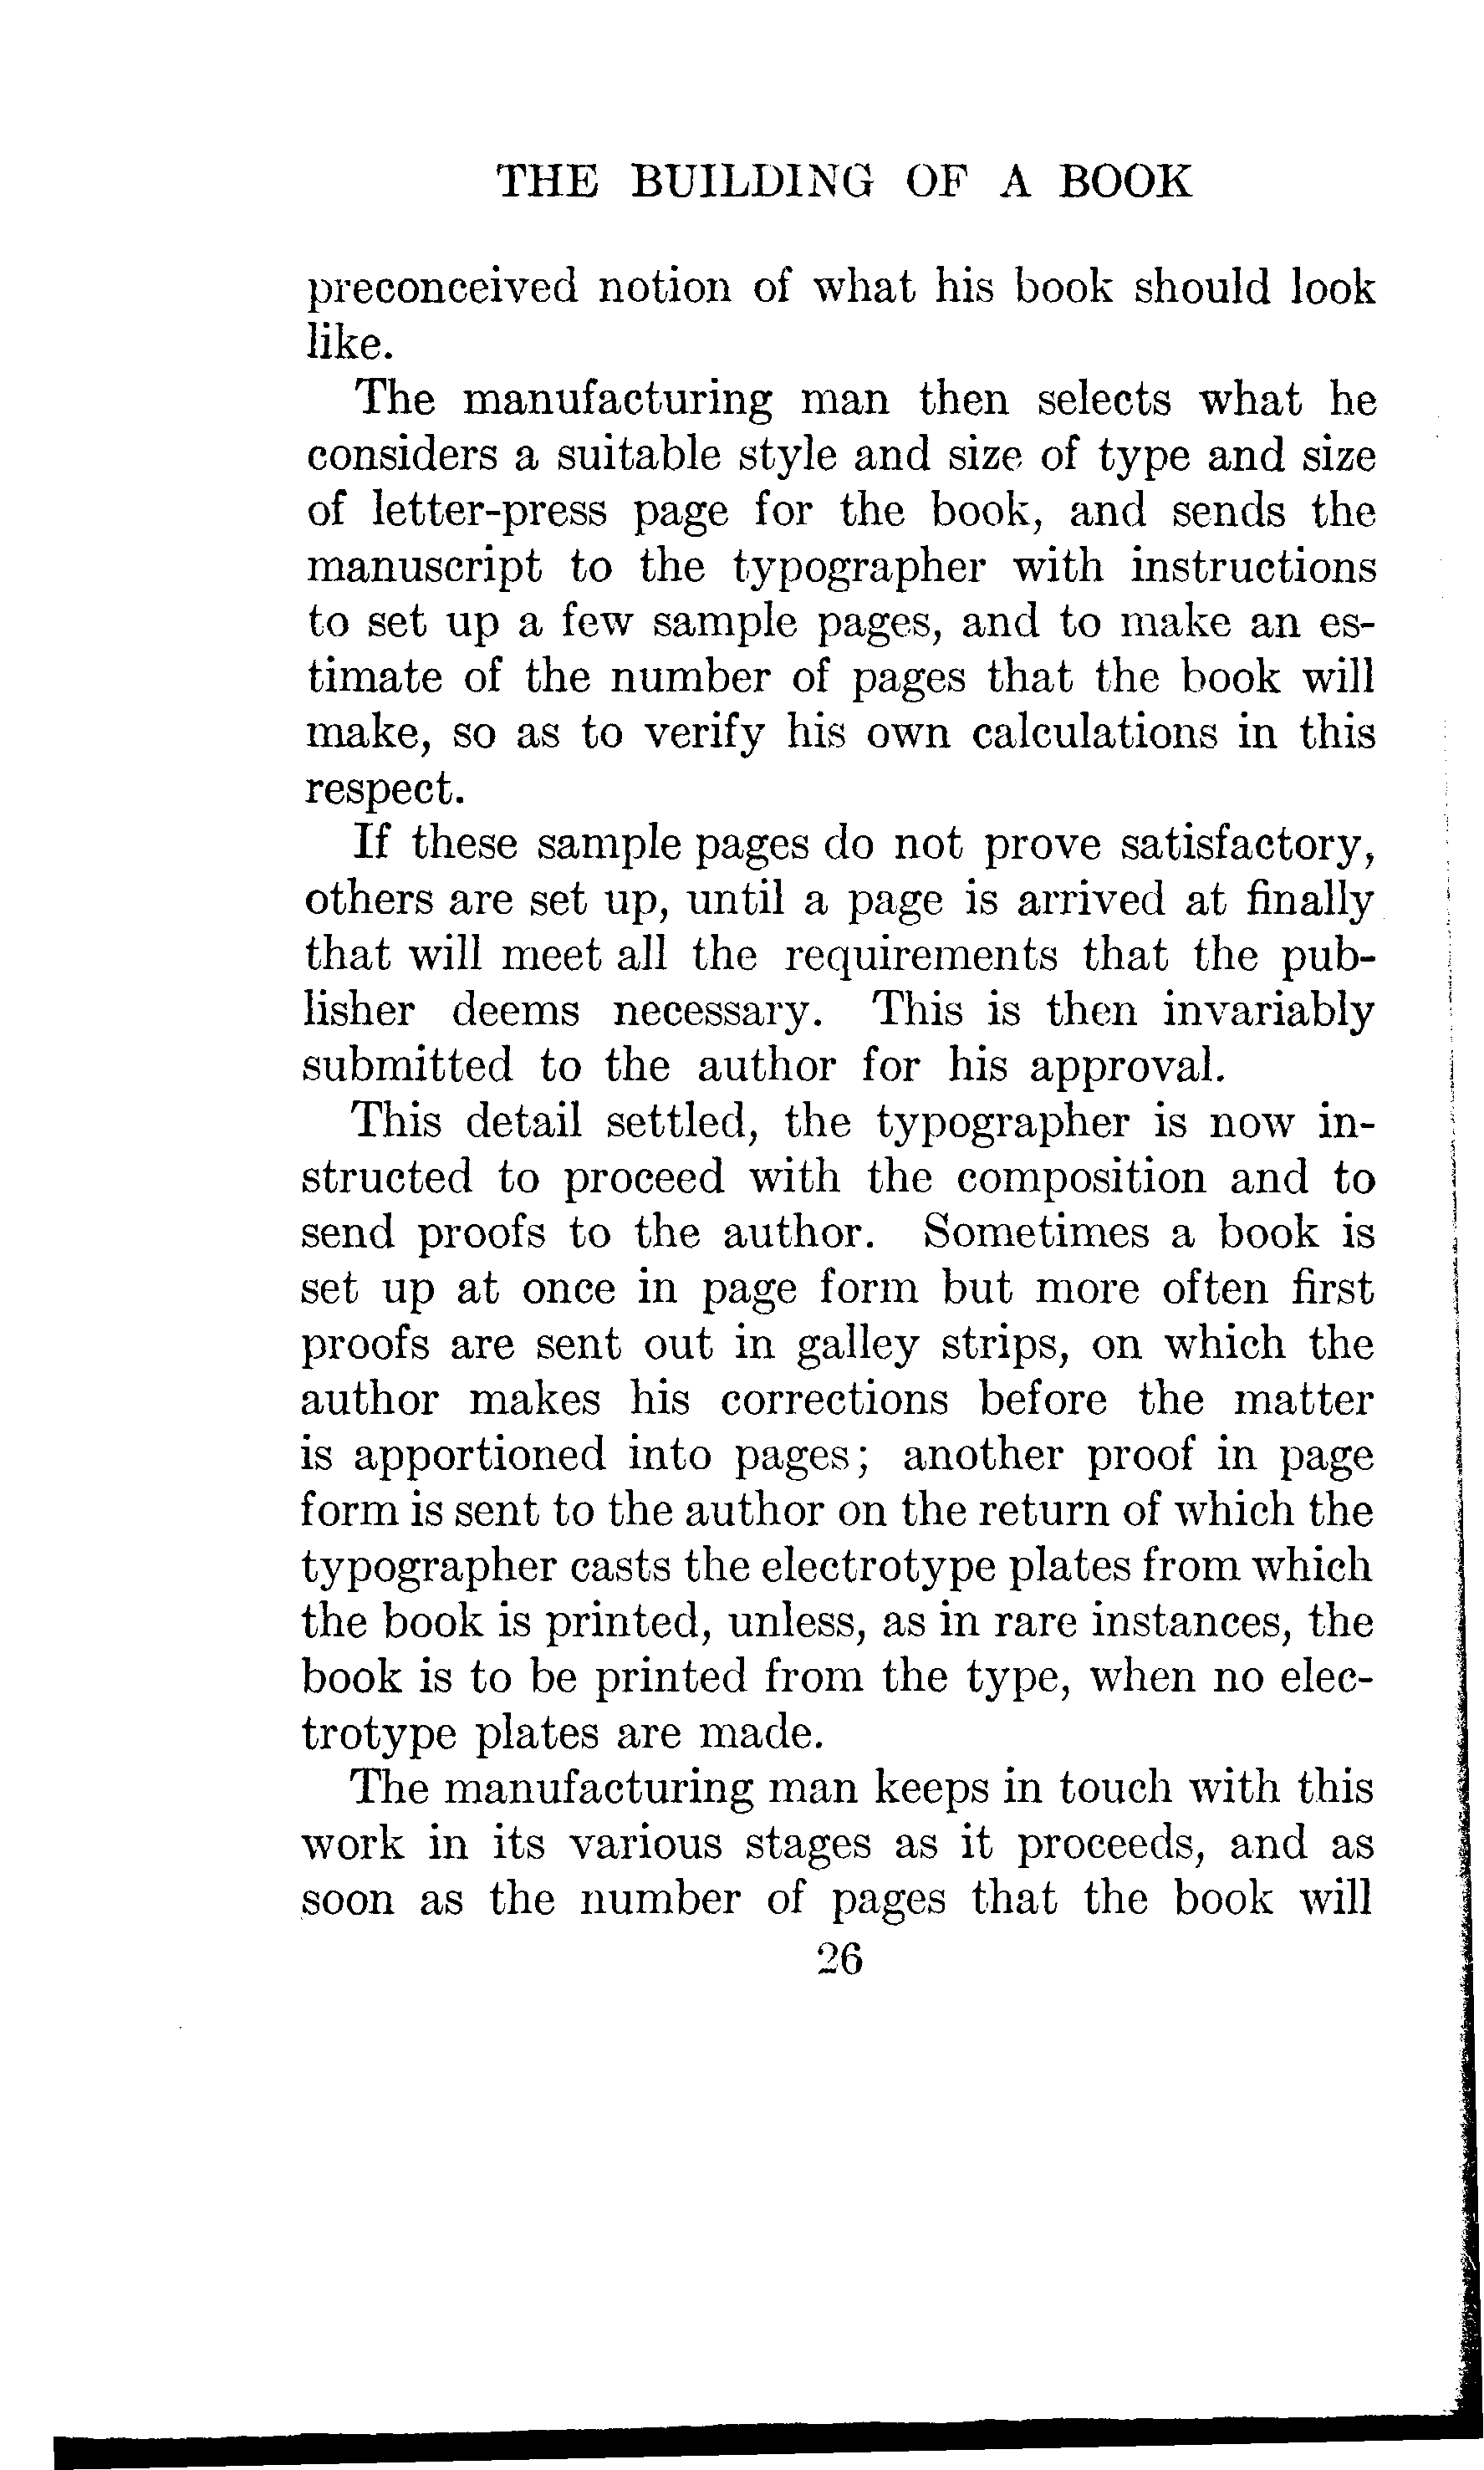 THE BUILDING OF A BOOK
preconceived notion of what his book should look
like.
The manufacturing man then selects what he
considers a suitable style and size of type and size
of letter-press page for the book, and sends the
manuscript to the typographer with instructions
to set up a few sample pages, and to make an es-
timate of the number of pages that the book will
make, so as to verify his own calculations in this
respect.
If these sample pages do not prove satisfactory,
others are set up, until a page is arrived at finally
that will meet all the requirements that the pub-
lisher deems necessary. This is then invariably
submitted to the author for his approval.
This detail settled, the typographer is now in-
structed to proceed with the composition and to
send proofs to the author. Sometimes a book is
set up at once in page form but more often first
proofs are sent out in galley strips, on which the
author makes his corrections before the matter
is apportioned into pages; another proof in page
form is sent to the author on the return of which the
typographer casts the electrotype plates from which
the book is printed, unless, as in rare instances, the
book is to be printed from the type, when no elec-
trotype plates are made.
The manufacturing man keeps in touch with this
work in its various stages as it proceeds, and as
soon as the number of pages that the book will
26